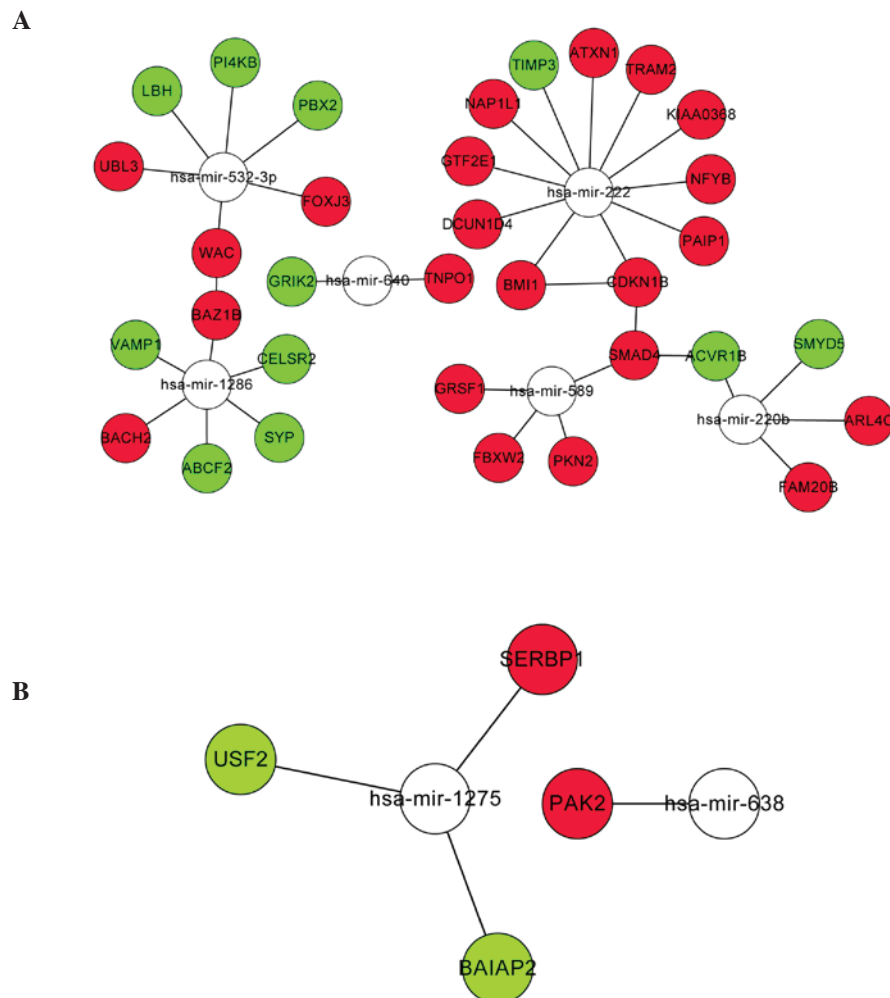 A
PI4KB
LBH
PBX2
UBL3
hsa-mir-532-3p
FOXJ3
WAC
GRIK2
hsa-mir-640
TNPO1
BAZ1B
VAMP1
CELSR2
hsa-mir-1286
BACH2
SYP
ABCF2
ATXN1
TIMP3
TRAM2
NAP1L1
KIAA0368
GTF2E1
NFYB
hsa-mir-222
DCUN1D4
PAIP1
BMI1
CDKN1B
SMAD4
ACVR1B
SMYD5
GRSF1
hsa-mir-589
hsa-mir-220b
ARL4C
FBXW2
PKN2
FAM20B
B
SERBP1
USF2
hsa-mir-1275
PAK2
hsa-mir-638
BAIAP2